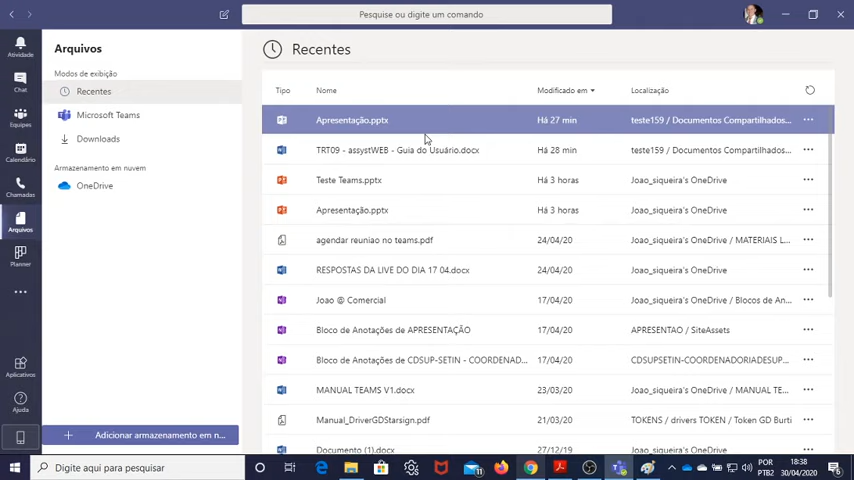 Pesquise ou digite um comando
Atividade
Chat
Equipes
Calendário
Chamadas
Arquivos
Planner
Aplicativos
Ajuda
Arquivos
Modos de exibição
Recentes
Microsoft Teams
Downloads
Armazenamento em nuvem
OneDrive
Adicionar armazenamento em n...
Recentes
Tipo Nome Modificado em Localização
Apresentação.pptx Há 27 min teste159 / Documentos Compartilhados...
TRT09 - assystWEB - Guia do Usuário.docx Há 28 min teste159 / Documentos Compartilhados...
Teste Teams.pptx Há 3 horas Joao_siqueira's OneDrive
Apresentação.pptx Há 3 horas Joao_siqueira's OneDrive
agendar reuniao no teams.pdf 24/04/20 Joao_siqueira's OneDrive / MATERIAIS L...
RESPOSTAS DA LIVE DO DIA 17 04.docx 24/04/20 Joao_siqueira's OneDrive
Joao @ Comercial 17/04/20 Joao_siqueira's OneDrive / Blocos de An...
Bloco de Anotações de APRESENTAÇÃO 17/04/20 APRESENTAO / SiteAssets
Bloco de Anotações de CDSUP-SETIN - COORDENAD... 17/04/20 CDSUPSETIN-COORDENADORIADESUP...
MANUAL TEAMS V1.docx 23/03/20 Joao_siqueira's OneDrive / MANUAL TE...
Manual_DriverGDStarsign.pdf 21/03/20 TOKENS / drivers TOKEN / Token GD Burti
Documento (1).docx 27/12/19 Joao_siqueira's OneDrive
Digite aqui para pesquisar
11
POR
PTB2
18:38
30/04/2020